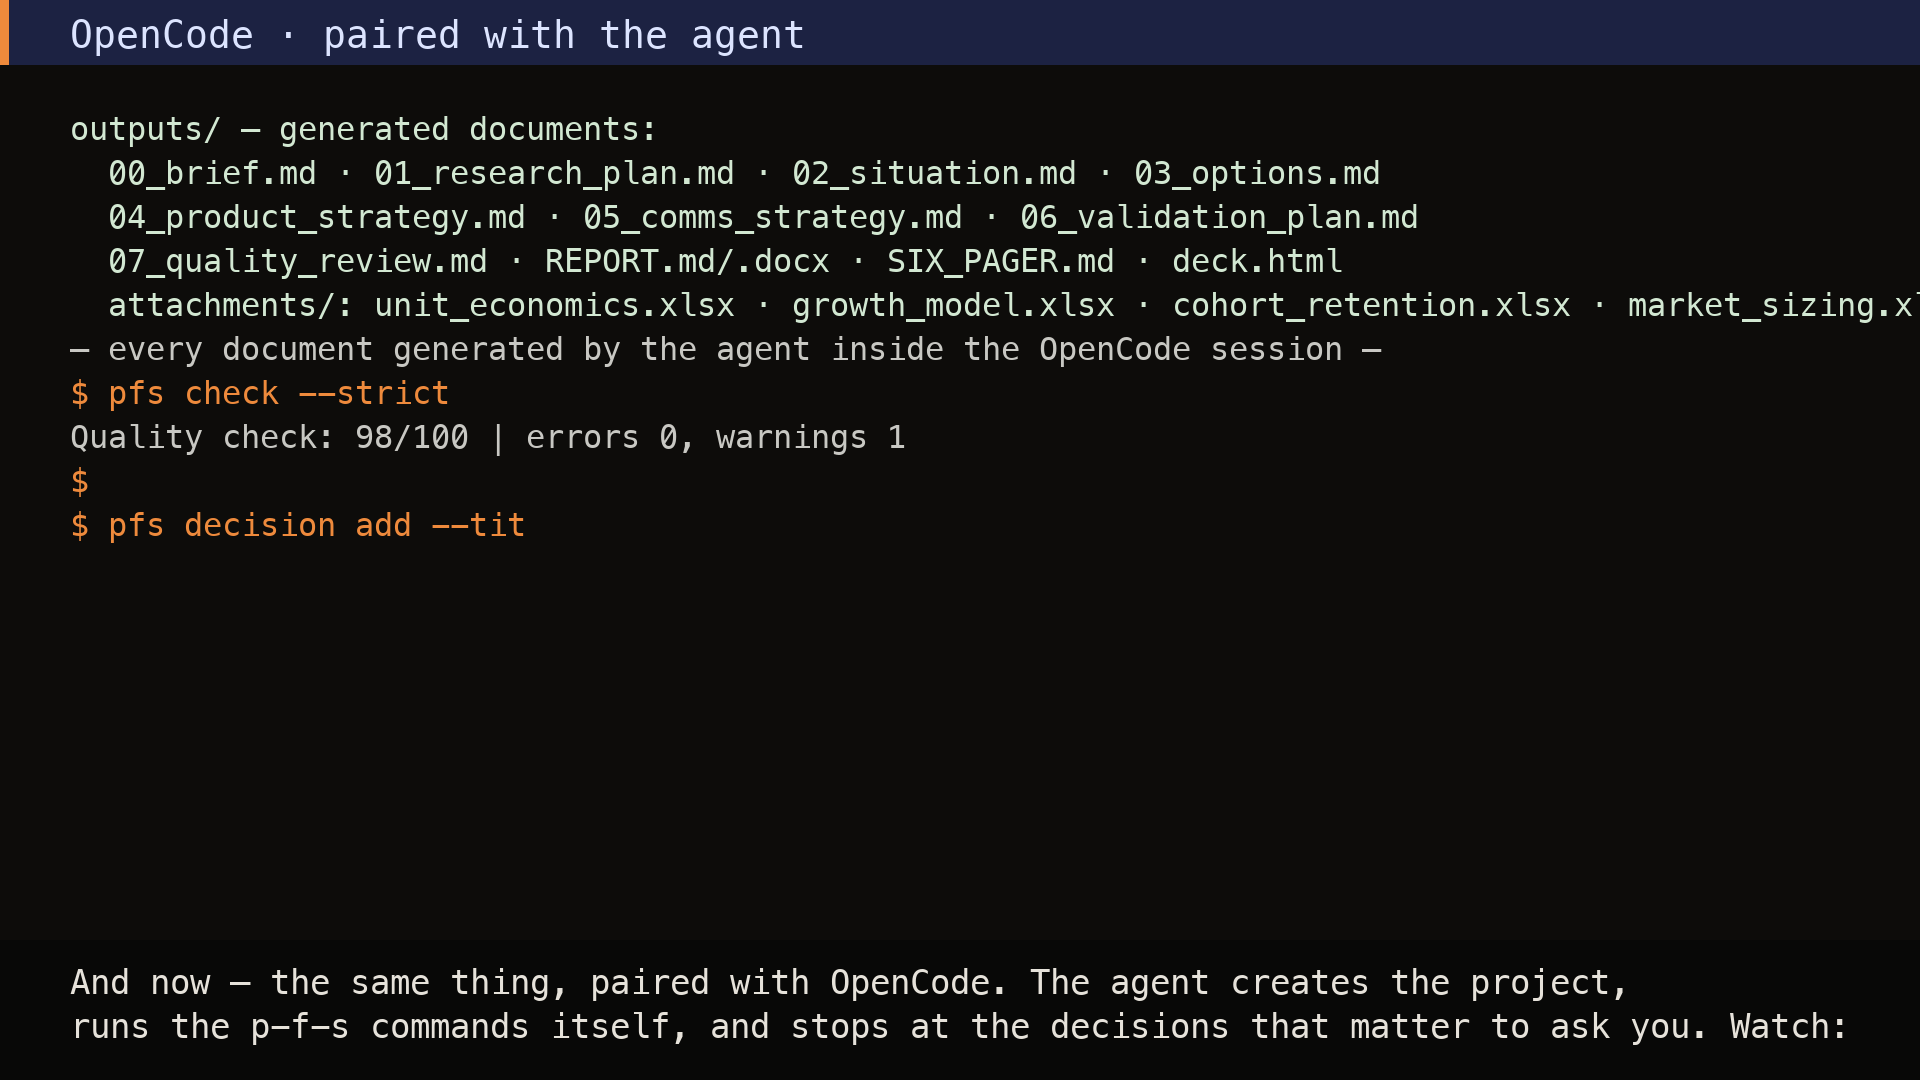 OpenCode · paired with the agent
outputs/ — generated documents:
00_brief.md · 01_research_plan.md · 02_situation.md · 03_options.md
04_product_strategy.md · 05_comms_strategy.md · 06_validation_plan.md
07_quality_review.md · REPORT.md/.docx · SIX_PAGER.md · deck.html
attachments/: unit_economics.xlsx · growth_model.xlsx · cohort_retention.xlsx · market_sizing.xl
— every document generated by the agent inside the OpenCode session —
$ pfs check --strict
Quality check: 98/100 | errors 0, warnings 1
$
$ pfs decision add --tit
And now — the same thing, paired with OpenCode. The agent creates the project,
runs the p-f-s commands itself, and stops at the decisions that matter to ask you. Watch: